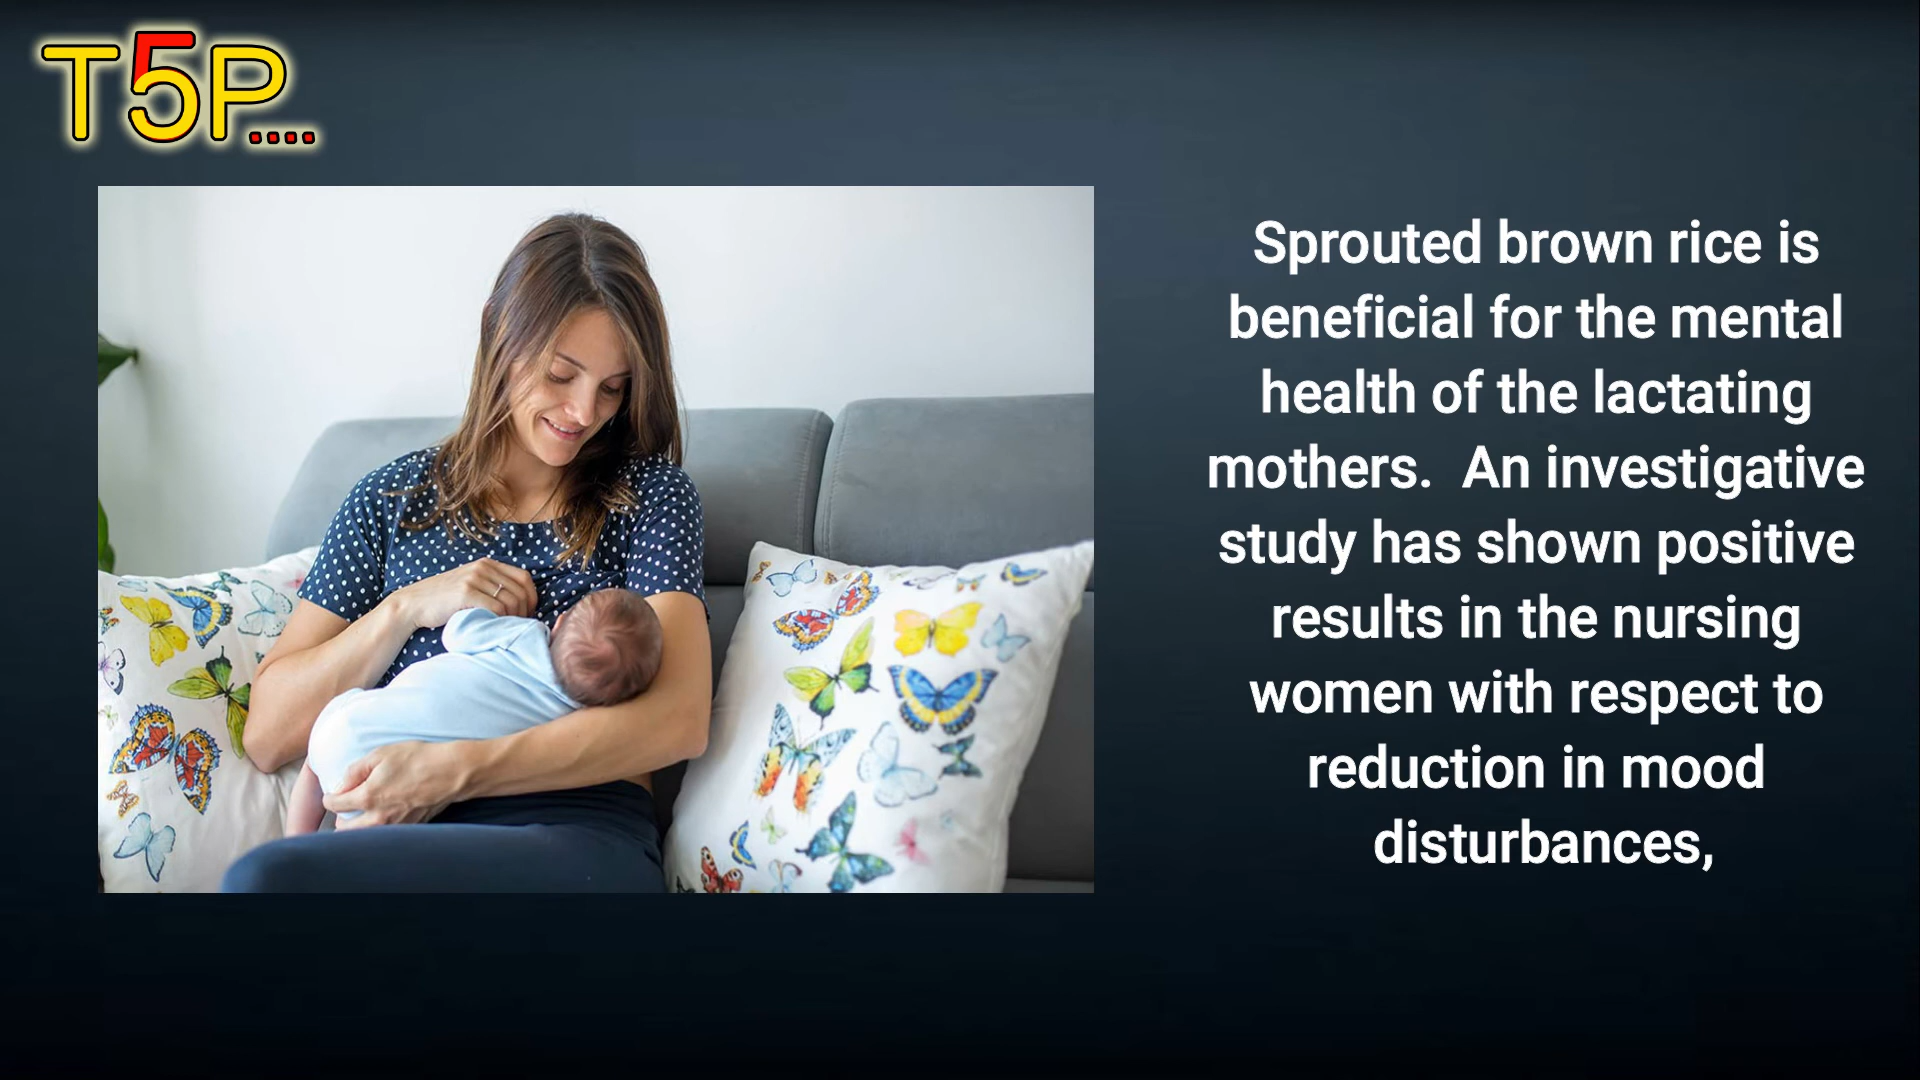 T5P....
Sprouted brown rice is
beneficial for the mental
health of the lactating
mothers.  An investigative
study has shown positive
results in the nursing
women with respect to
reduction in mood
disturbances,